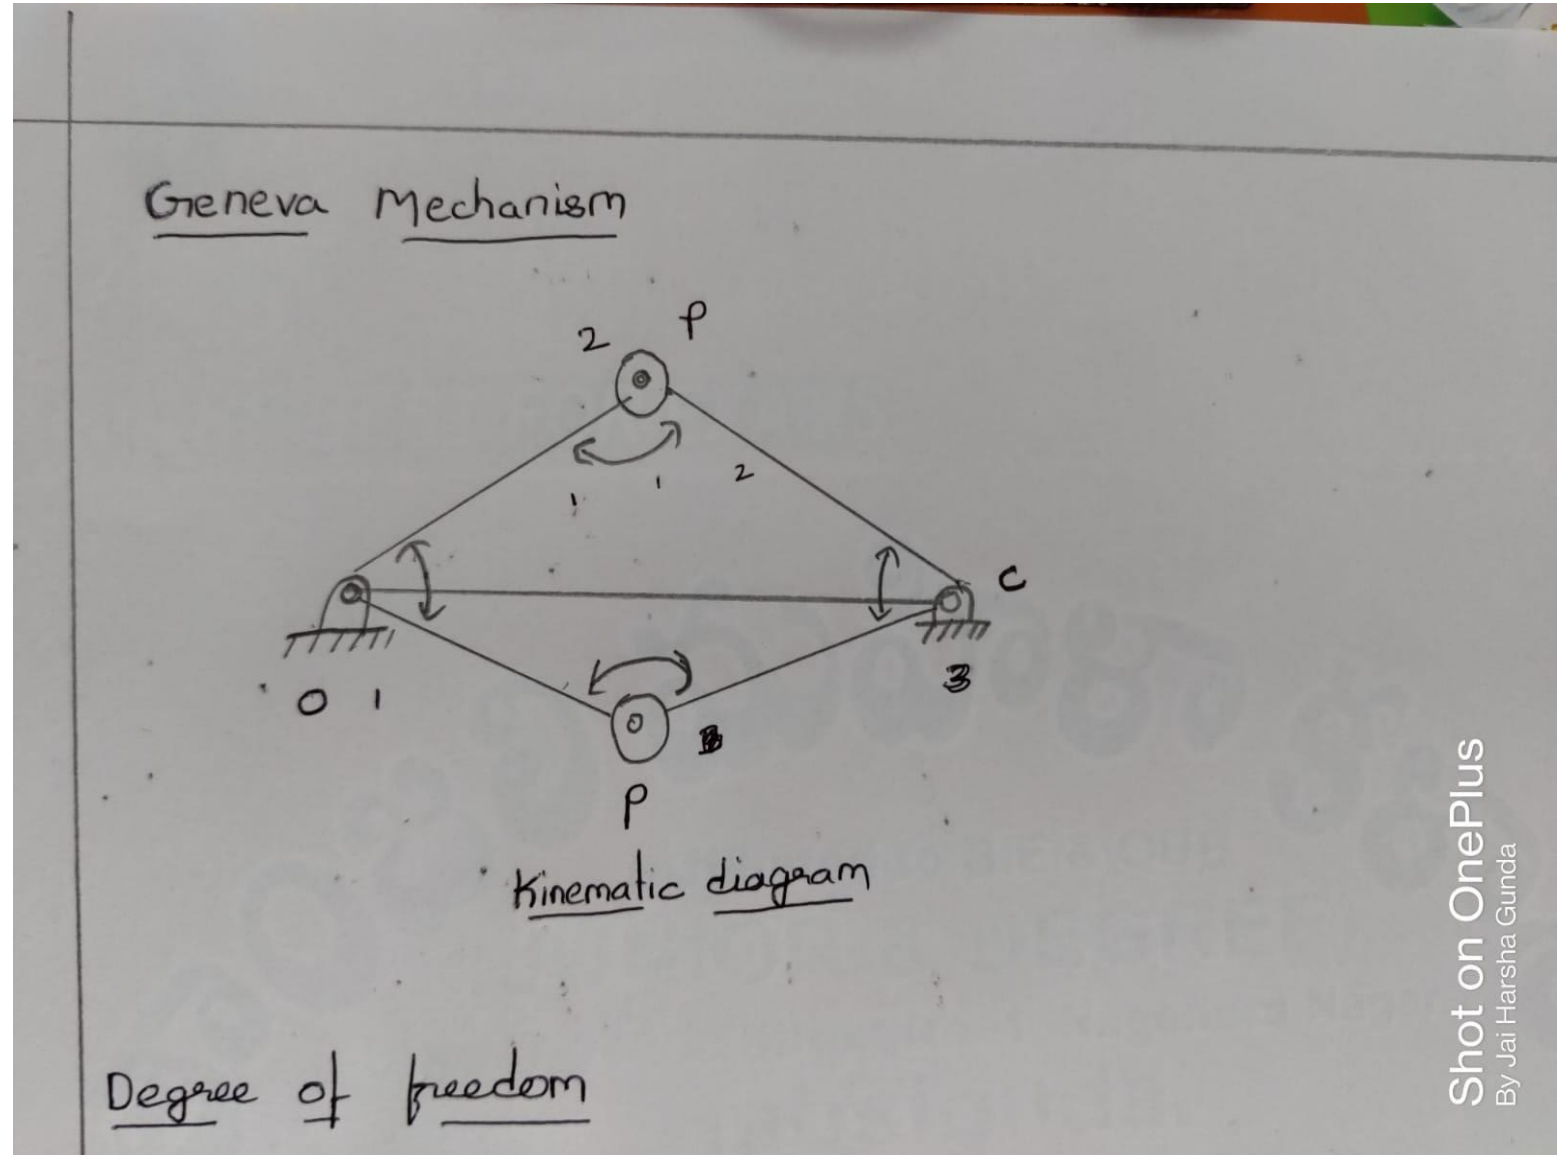 Geneva Mechanism
2 P
1 1 2
C
O 1
3
P
Kinematic diagram
Degree of freedom
Shot on OnePlus
By Jai Harsha Gunda